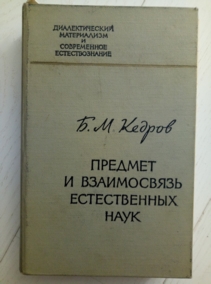 ДИАЛЕКТИЧЕСКИЙ
МАТЕРИАЛИЗМ
И
СОВРЕМЕННОЕ
ЕСТЕСТВОЗНАНИЕ
Б. М. Кедров
ПРЕДМЕТ
И ВЗАИМОСВЯЗЬ
ЕСТЕСТВЕННЫХ
НАУК